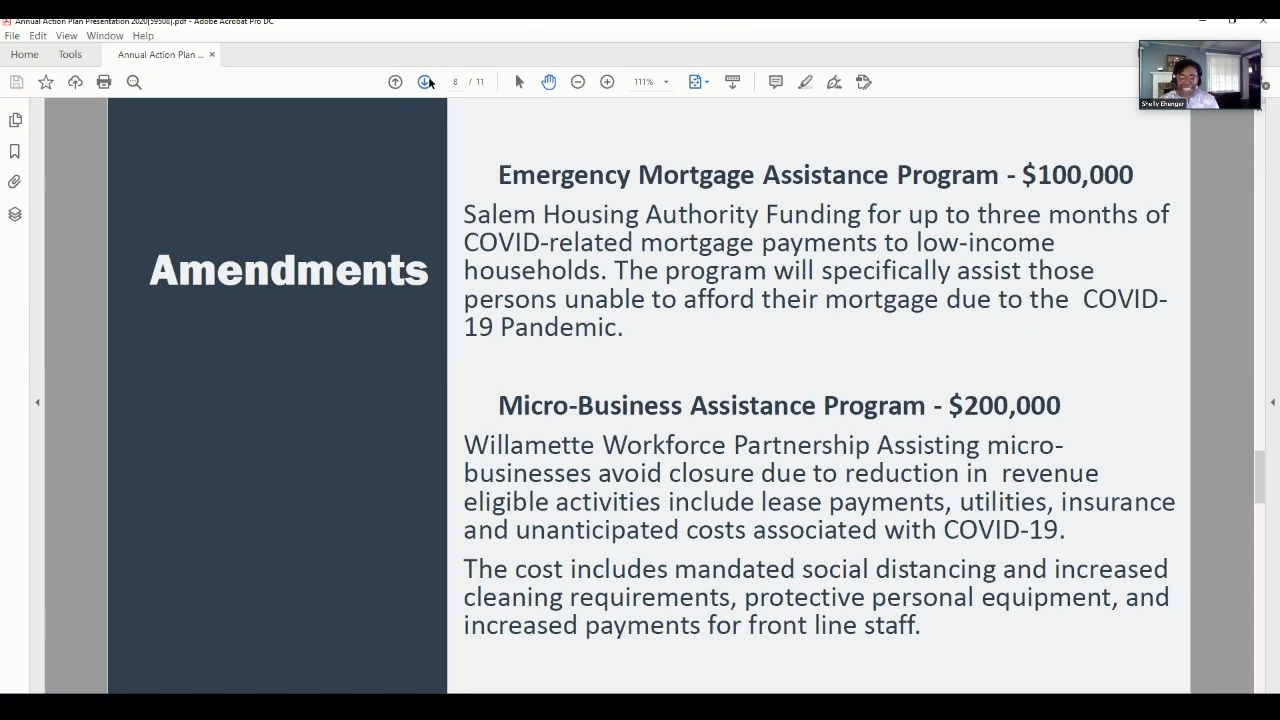 Annual Action Plan Presentation 2020[59508].pdf - Adobe Acrobat Pro DC
File Edit View Window Help
Home Tools Annual Action Plan ... ×
8 / 11 111%
Shelly Ehenger
Amendments
Emergency Mortgage Assistance Program - $100,000
Salem Housing Authority Funding for up to three months of
COVID-related mortgage payments to low-income
households. The program will specifically assist those
persons unable to afford their mortgage due to the COVID-
19 Pandemic.
Micro-Business Assistance Program - $200,000
Willamette Workforce Partnership Assisting micro-
businesses avoid closure due to reduction in revenue
eligible activities include lease payments, utilities, insurance
and unanticipated costs associated with COVID-19.
The cost includes mandated social distancing and increased
cleaning requirements, protective personal equipment, and
increased payments for front line staff.